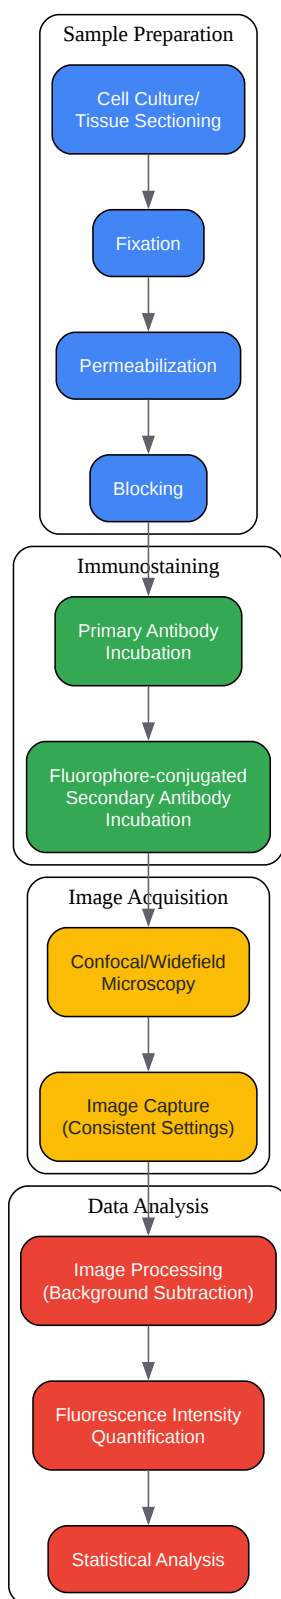 Sample Preparation
Cell Culture/
Tissue Sectioning
Fixation
Permeabilization
Blocking
Immunostaining
Primary Antibody
Incubation
Fluorophore-conjugated
Secondary Antibody
Incubation
Image Acquisition
Confocal/Widefield
Microscopy
Image Capture
(Consistent Settings)
Data Analysis
Image Processing
(Background Subtraction)
Fluorescence Intensity
Quantification
Statistical Analysis